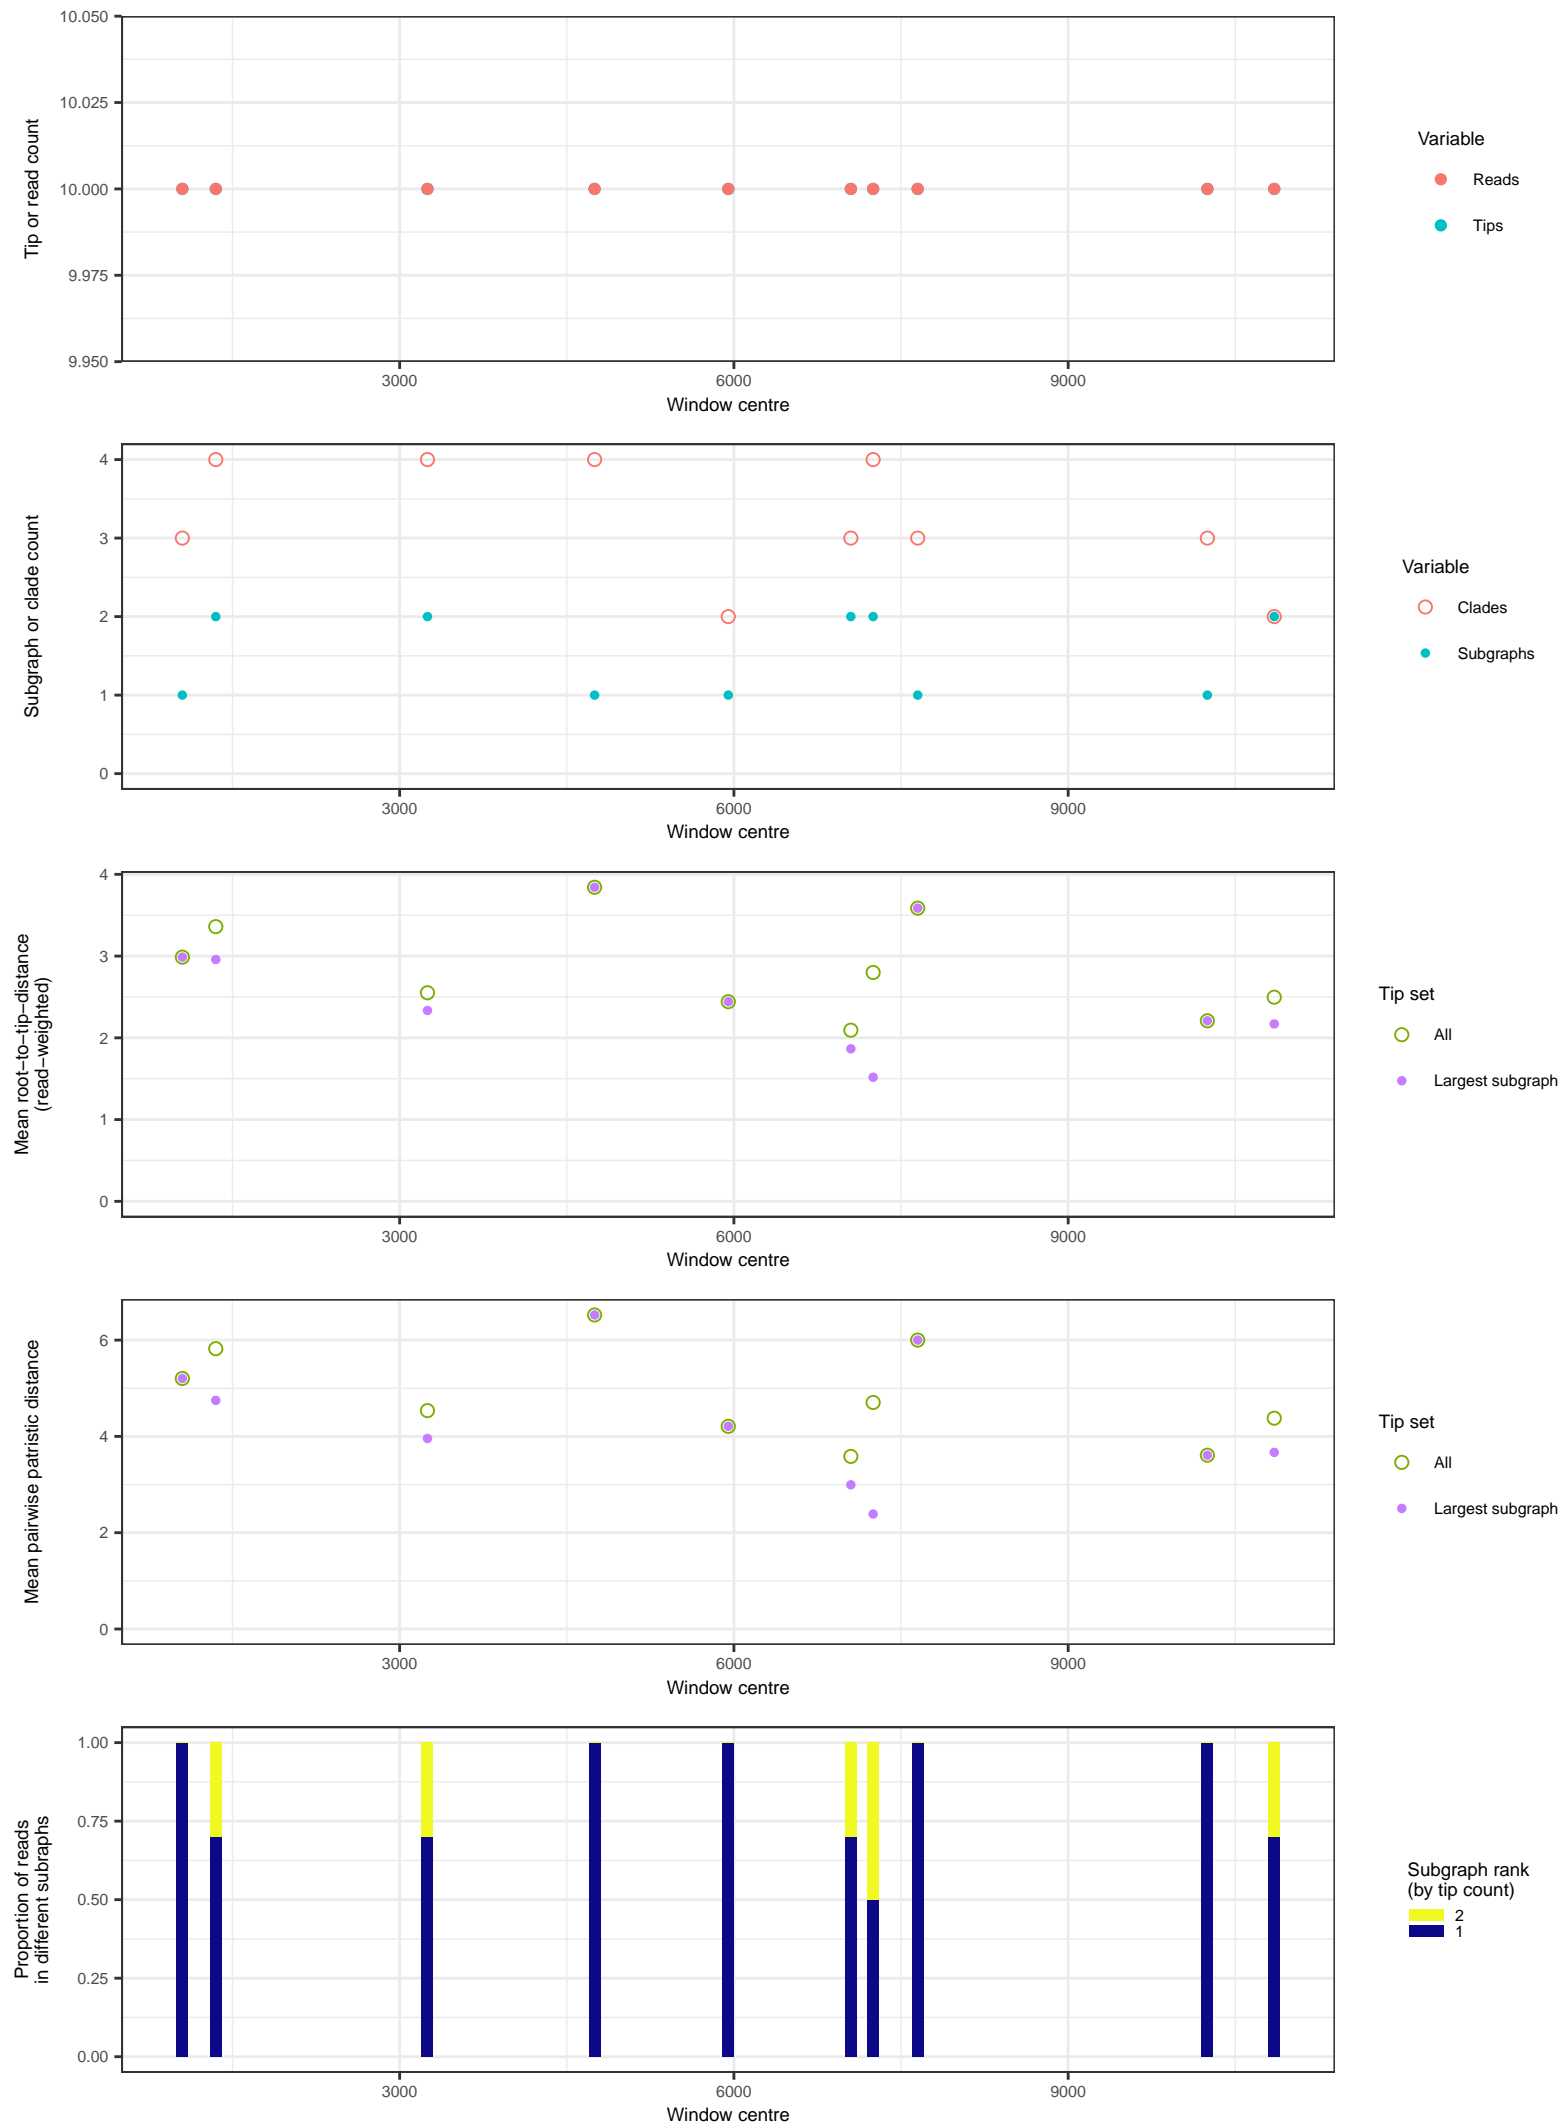 10.050
10.025
10.000
9.975
9.950
Tip or read count
3000 6000 9000
Window centre
Variable
Reads
Tips
4
3
2
1
0
Subgraph or clade count
3000 6000 9000
Window centre
Variable
Clades
Subgraphs
4
3
2
1
0
Mean root−to−tip−distance
(read−weighted)
3000 6000 9000
Window centre
Tip set
All
Largest subgraph
6
4
2
0
Mean pairwise patristic distance
3000 6000 9000
Window centre
Tip set
All
Largest subgraph
1.00
0.75
0.50
0.25
0.00
Proportion of reads
in different subraphs
3000 6000 9000
Window centre
Subgraph rank
(by tip count)
2
1